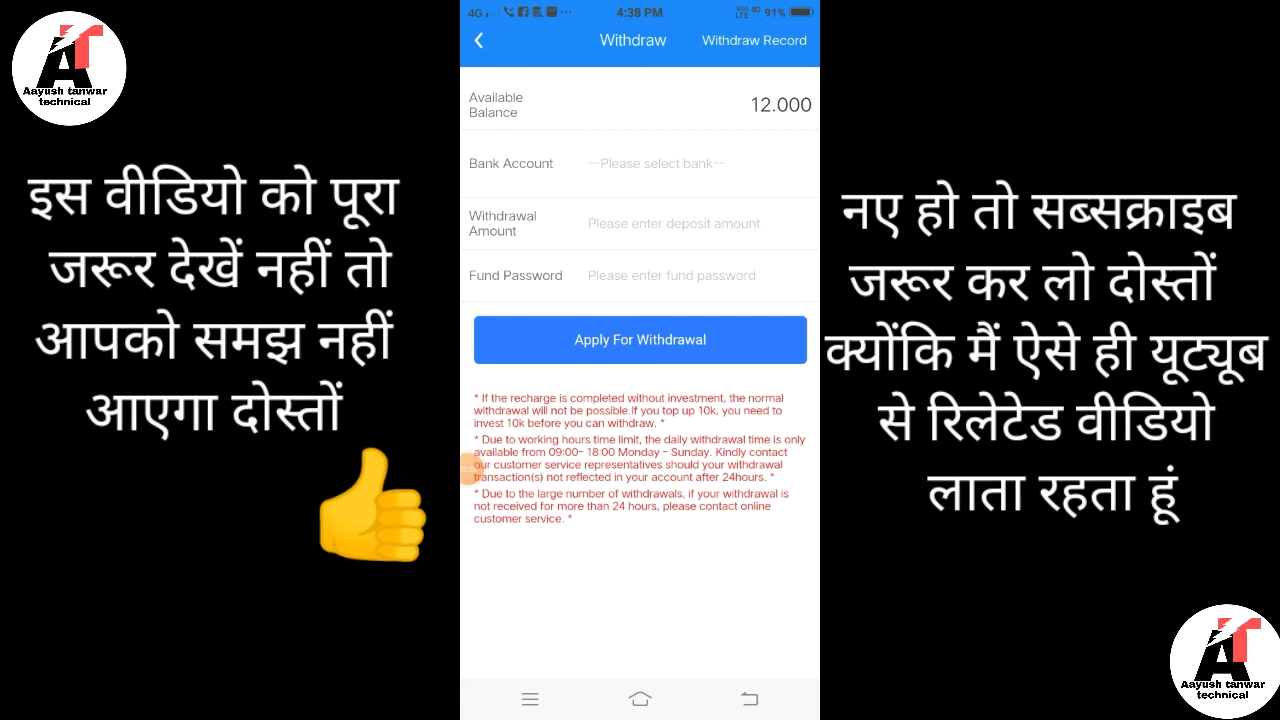 AT
Aayush tanwar
technical
इस वीडियो को पूरा
जरूर देखें नहीं तो
आपको समझ नहीं
आएगा दोस्तों
4G
4:38 PM
4G
LTE
91%
Withdraw
Withdraw Record
Available
Balance
12.000
Bank Account
--Please select bank--
Withdrawal
Amount
Please enter deposit amount
Fund Password
Please enter fund password
Apply For Withdrawal
* If the recharge is completed without investment, the normal
withdrawal will not be possible.If you top up 10k, you need to
invest 10k before you can withdraw. *
* Due to working hours time limit, the daily withdrawal time is only
available from 09:00- 18:00 Monday - Sunday. Kindly contact
our customer service representatives should your withdrawal
transaction(s) not reflected in your account after 24hours. *
* Due to the large number of withdrawals, if your withdrawal is
not received for more than 24 hours, please contact online
customer service. *
नए हो तो सब्सक्राइब
जरूर कर लो दोस्तों
क्योंकि मैं ऐसे ही यूट्यूब
से रिलेटेड वीडियो
लाता रहता हूं
AT
Aayush tanwar
technical